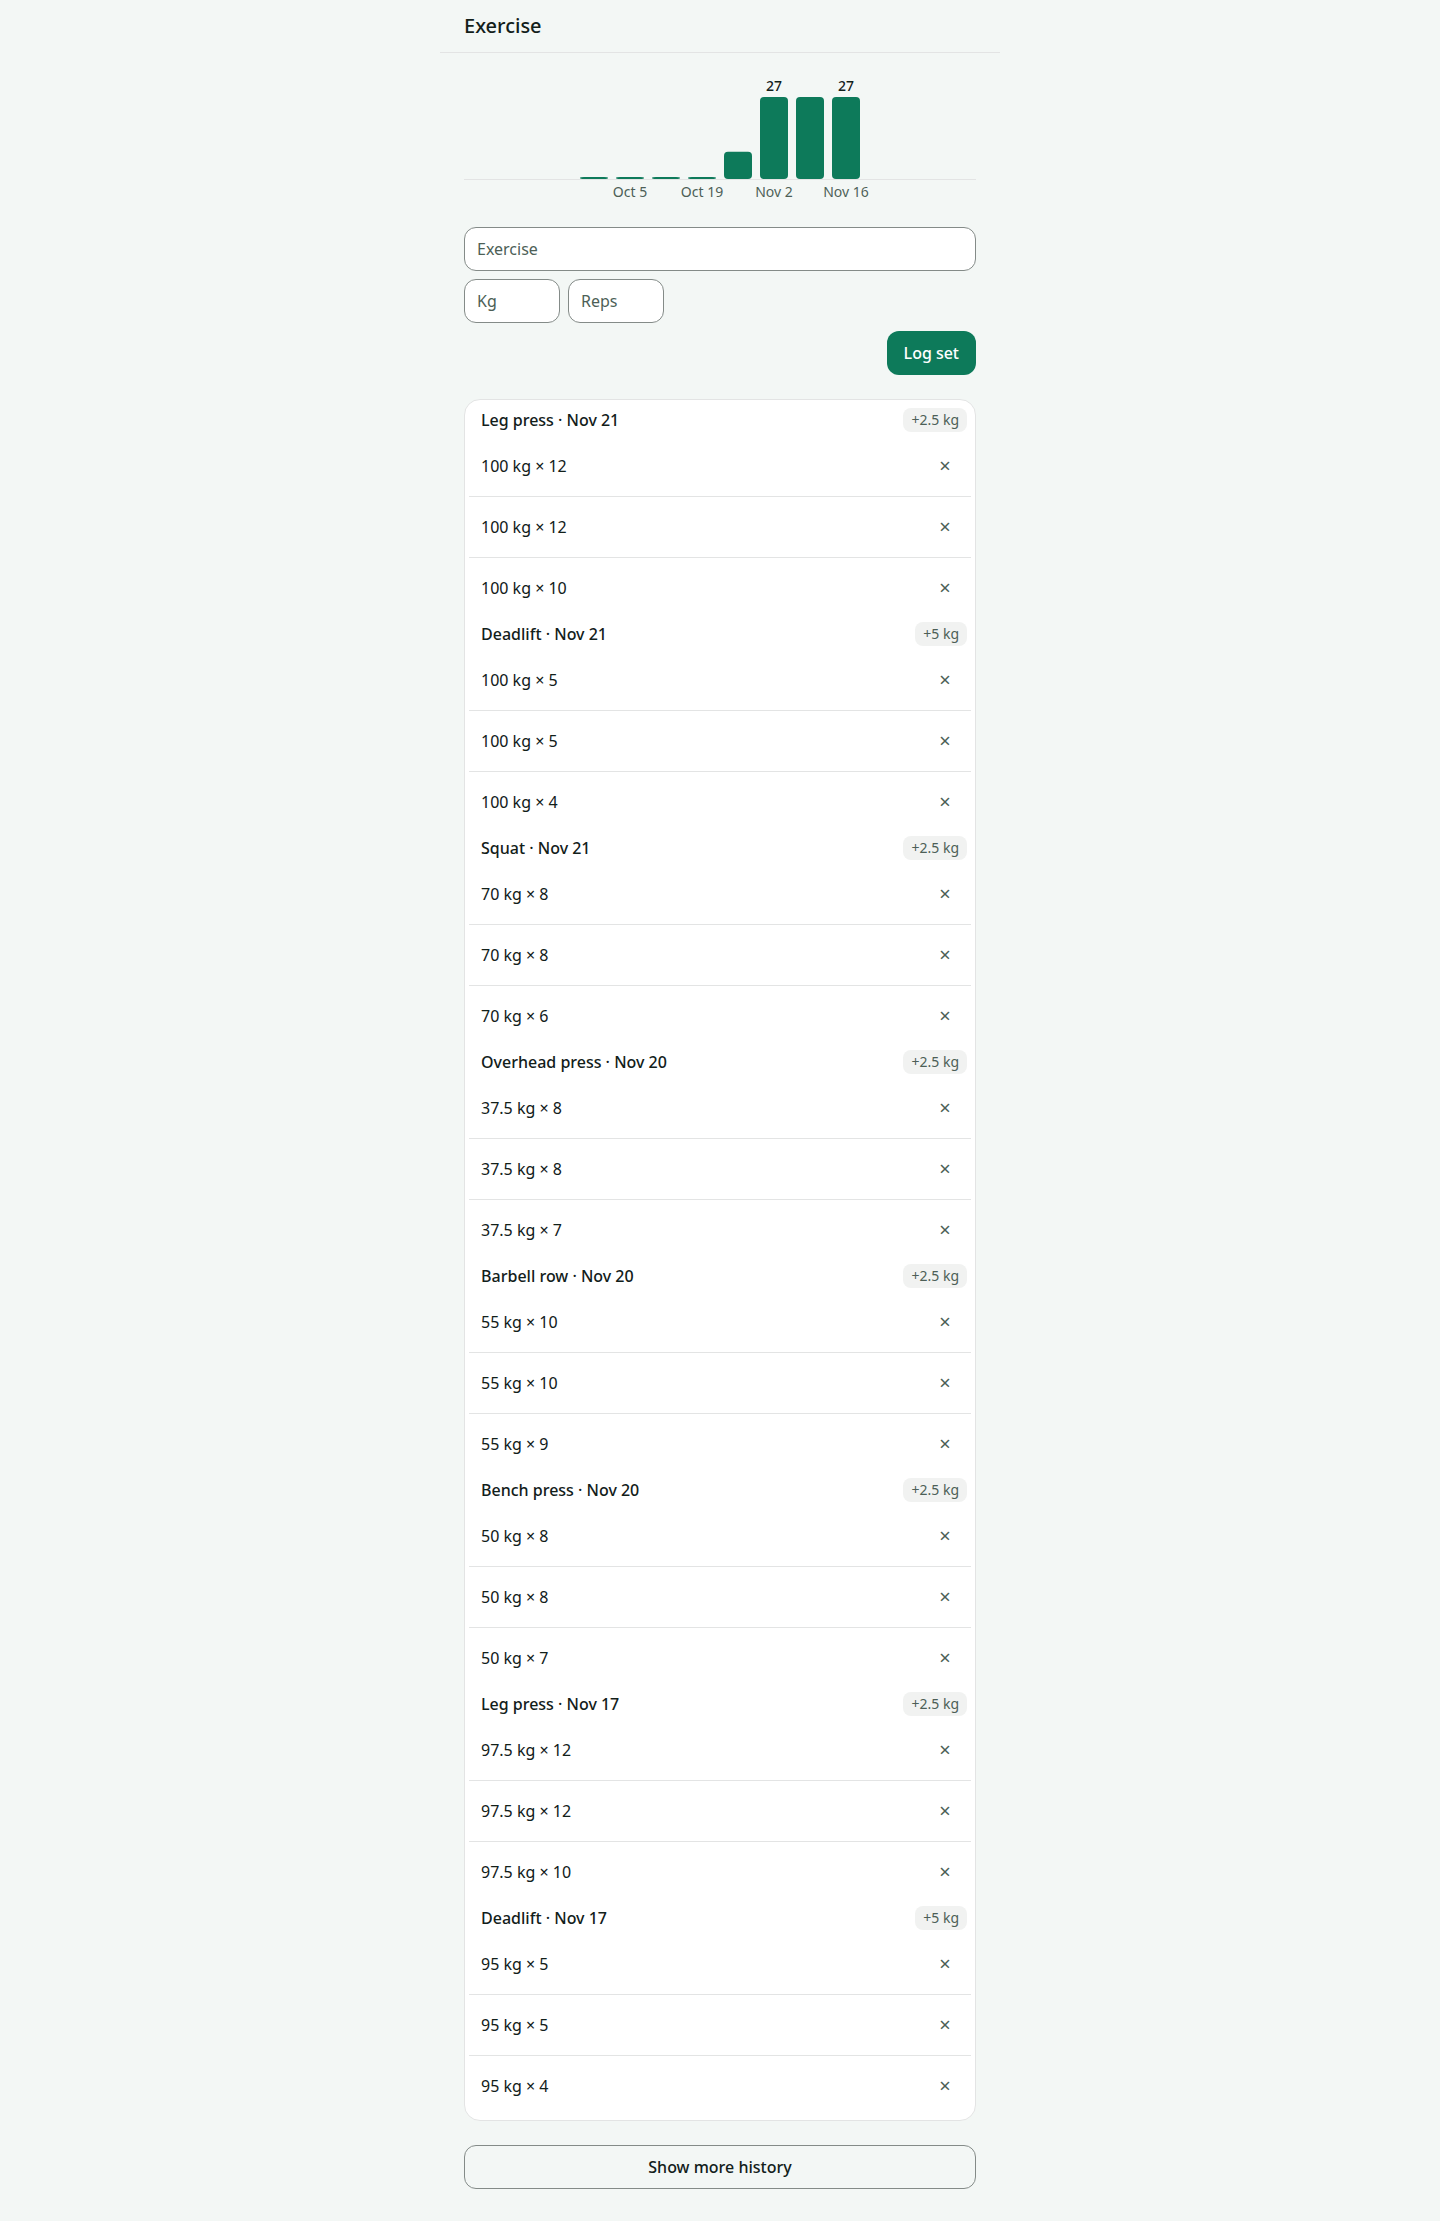 Exercise
27 27
Oct 5 Oct 19 Nov 2 Nov 16
Exercise
Kg Reps
Log set
Leg press · Nov 21 +2.5 kg
100 kg × 12 ×
100 kg × 12 ×
100 kg × 10 ×
Deadlift · Nov 21 +5 kg
100 kg × 5 ×
100 kg × 5 ×
100 kg × 4 ×
Squat · Nov 21 +2.5 kg
70 kg × 8 ×
70 kg × 8 ×
70 kg × 6 ×
Overhead press · Nov 20 +2.5 kg
37.5 kg × 8 ×
37.5 kg × 8 ×
37.5 kg × 7 ×
Barbell row · Nov 20 +2.5 kg
55 kg × 10 ×
55 kg × 10 ×
55 kg × 9 ×
Bench press · Nov 20 +2.5 kg
50 kg × 8 ×
50 kg × 8 ×
50 kg × 7 ×
Leg press · Nov 17 +2.5 kg
97.5 kg × 12 ×
97.5 kg × 12 ×
97.5 kg × 10 ×
Deadlift · Nov 17 +5 kg
95 kg × 5 ×
95 kg × 5 ×
95 kg × 4 ×
Show more history